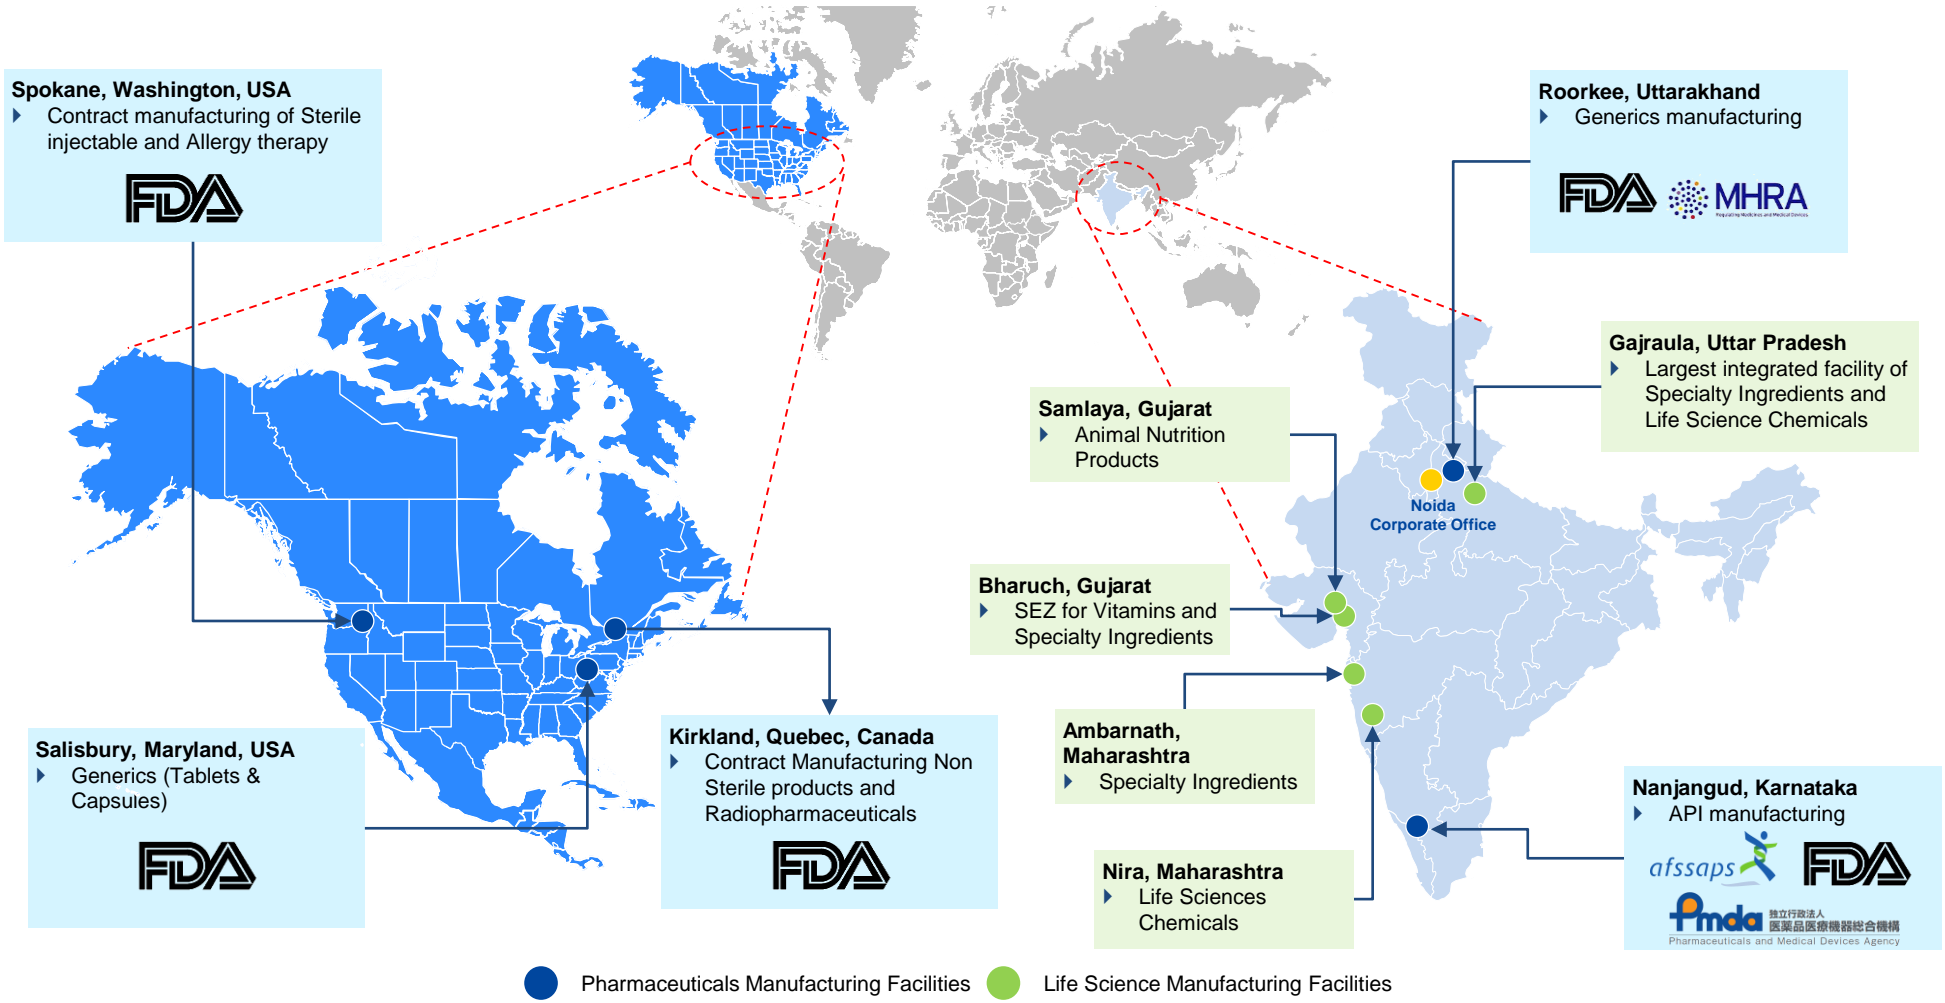 Spokane, Washington, USA
Contract manufacturing of Sterile
injectable and Allergy therapy
FDA
Roorkee, Uttarakhand
Generics manufacturing
FDA
MHRA
Regulating Medicines and Medical Devices
Gajraula, Uttar Pradesh
Largest integrated facility of
Specialty Ingredients and
Life Science Chemicals
Samlaya, Gujarat
Animal Nutrition
Products
Noida
Corporate Office
Bharuch, Gujarat
SEZ for Vitamins and
Specialty Ingredients
Ambarnath,
Maharashtra
Specialty Ingredients
Salisbury, Maryland, USA
Generics (Tablets &
Capsules)
FDA
Kirkland, Quebec, Canada
Contract Manufacturing Non
Sterile products and
Radiopharmaceuticals
FDA
Nira, Maharashtra
Life Sciences
Chemicals
Nanjangud, Karnataka
API manufacturing
afssaps
FDA
Pmda
独立行政法人
医薬品医療機器総合機構
Pharmaceuticals and Medical Devices Agency
Pharmaceuticals Manufacturing Facilities
Life Science Manufacturing Facilities